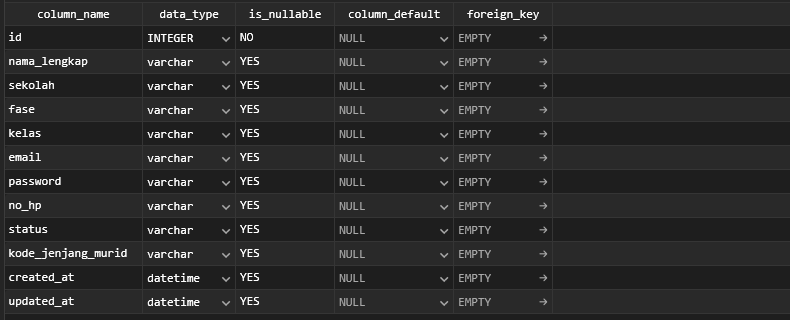 column_name data_type is_nullable column_default foreign_key
id INTEGER NO NULL EMPTY
nama_lengkap varchar YES NULL EMPTY
sekolah varchar YES NULL EMPTY
fase varchar YES NULL EMPTY
kelas varchar YES NULL EMPTY
email varchar YES NULL EMPTY
password varchar YES NULL EMPTY
no_hp varchar YES NULL EMPTY
status varchar YES NULL EMPTY
kode_jenjang_murid varchar YES NULL EMPTY
created_at datetime YES NULL EMPTY
updated_at datetime YES NULL EMPTY